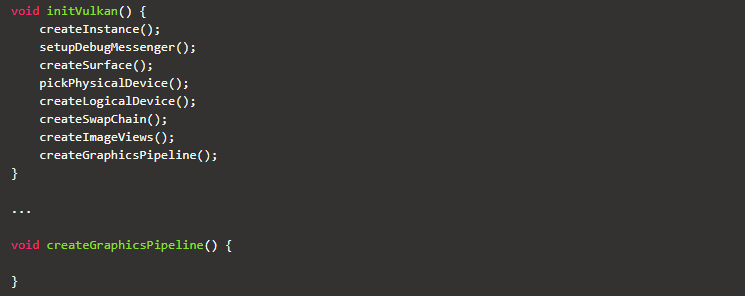 void initVulkan() {
    createInstance();
    setupDebugMessenger();
    createSurface();
    pickPhysicalDevice();
    createLogicalDevice();
    createSwapChain();
    createImageViews();
    createGraphicsPipeline();
}

...

void createGraphicsPipeline() {

}